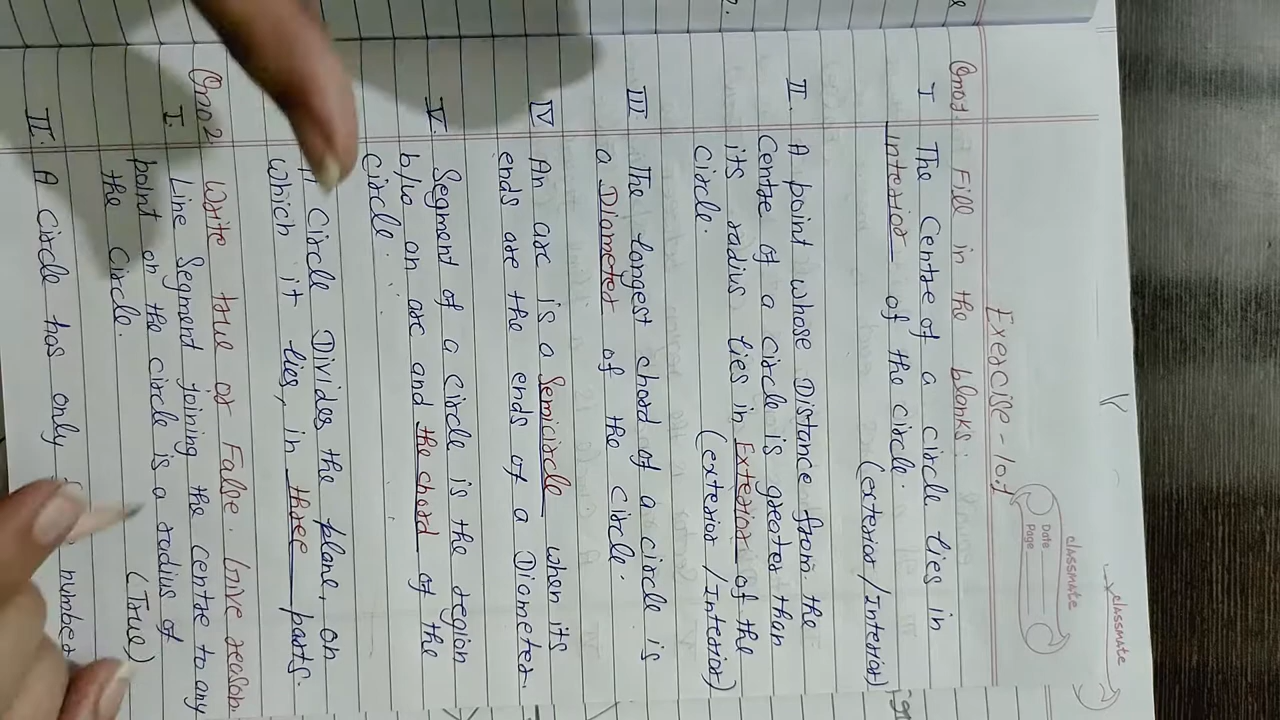 classmate
classmate
Date
Page
Exercise - 10.1
Qno1 Fill in the blanks.
I The Centre of a circle lies in
Interior of the circle.
(exterior / Interior)
II. A point whose Distance from the
Centre of a circle is greater than
its radius lies in Exterior of the
circle. (exterior / Interior)
III The longest chord of a circle is
a Diameter of the circle.
IV An arc is a Semicircle when its
ends are the ends of a Diameter.
V. Segment of a circle is the region
b/w an arc and the chord of the
circle.
Circle Divides the plane, on
which it lies, in three parts.
Qno2 Write true or False. Give reason.
I. Line Segment joining the centre to any
point on the circle is a radius of
the circle. (True)
II. A circle has only number